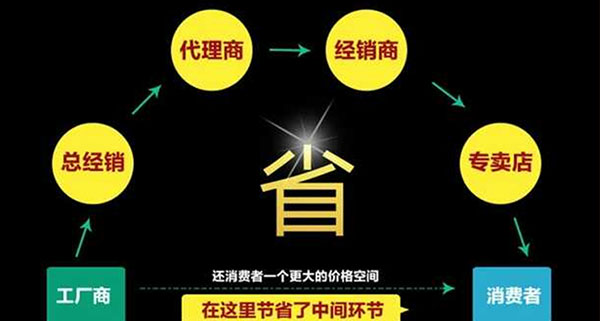 代理商
经销商
总经销
专卖店
省
还消费者一个更大的价格空间
工厂商
消费者
在这里节省了中间环节